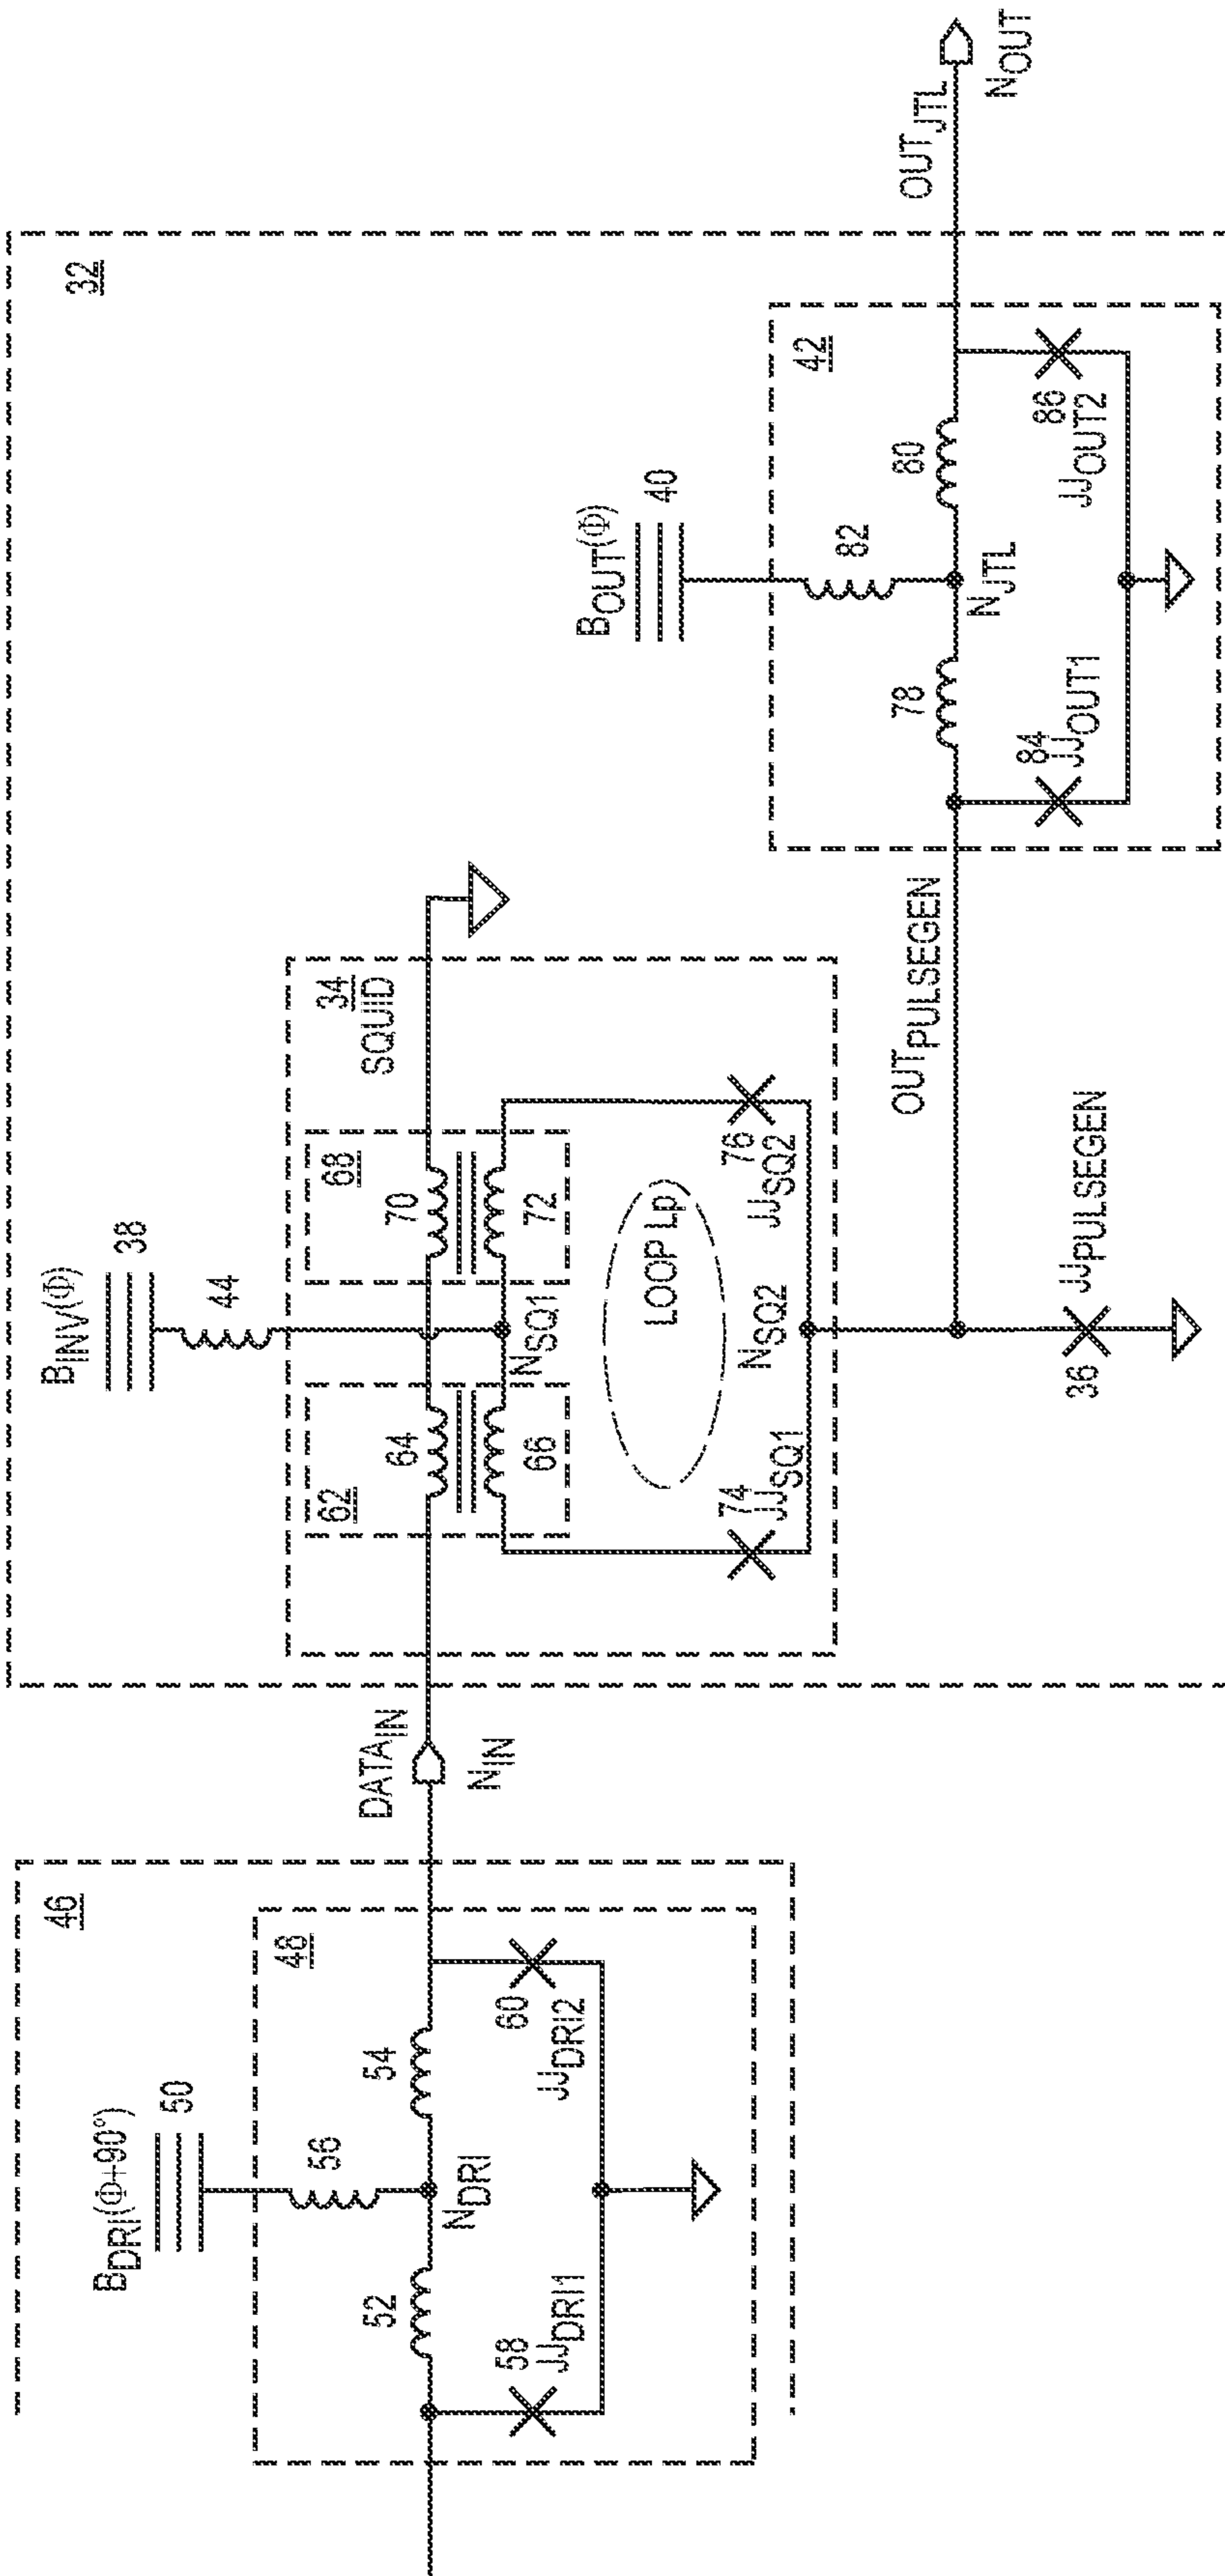 46
B_DRI(Φ+90°)
50
48
56
52
54
N_DRI
58
JJ_DRI1
60
JJ_DRI2
DATA_IN
N_IN
32
B_INV(Φ)
38
44
34
SQUID
62
64
66
68
70
72
N_SQ1
LOOP Lp
74
JJ_SQ1
N_SQ2
76
JJ_SQ2
36
JJ_PULSEGEN
OUT_PULSEGEN
B_OUT(Φ)
40
42
82
78
80
N_JTL
84
JJ_OUT1
86
JJ_OUT2
OUT_JTL
N_OUT